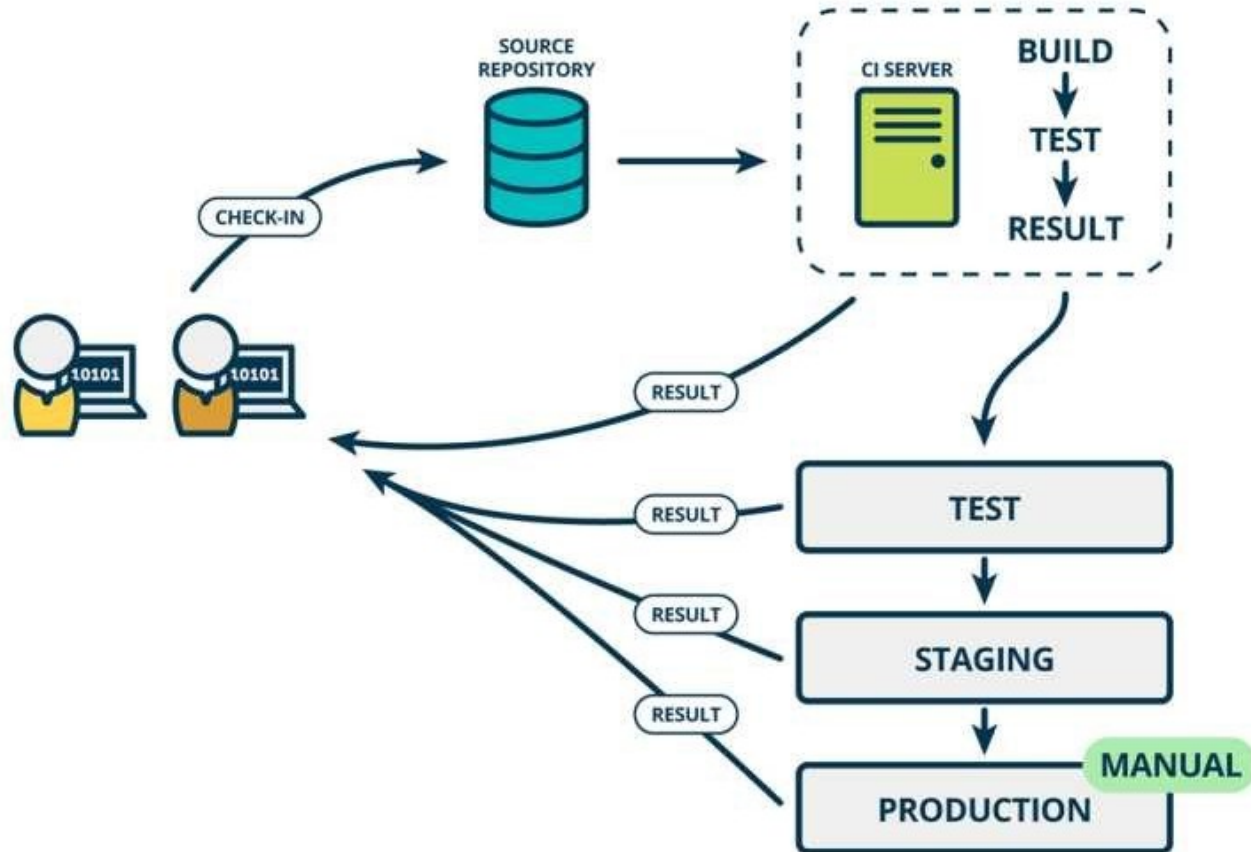 SOURCE
REPOSITORY
CI SERVER
BUILD
TEST
RESULT
CHECK-IN
10101
10101
RESULT
RESULT
TEST
RESULT
STAGING
RESULT
MANUAL
PRODUCTION